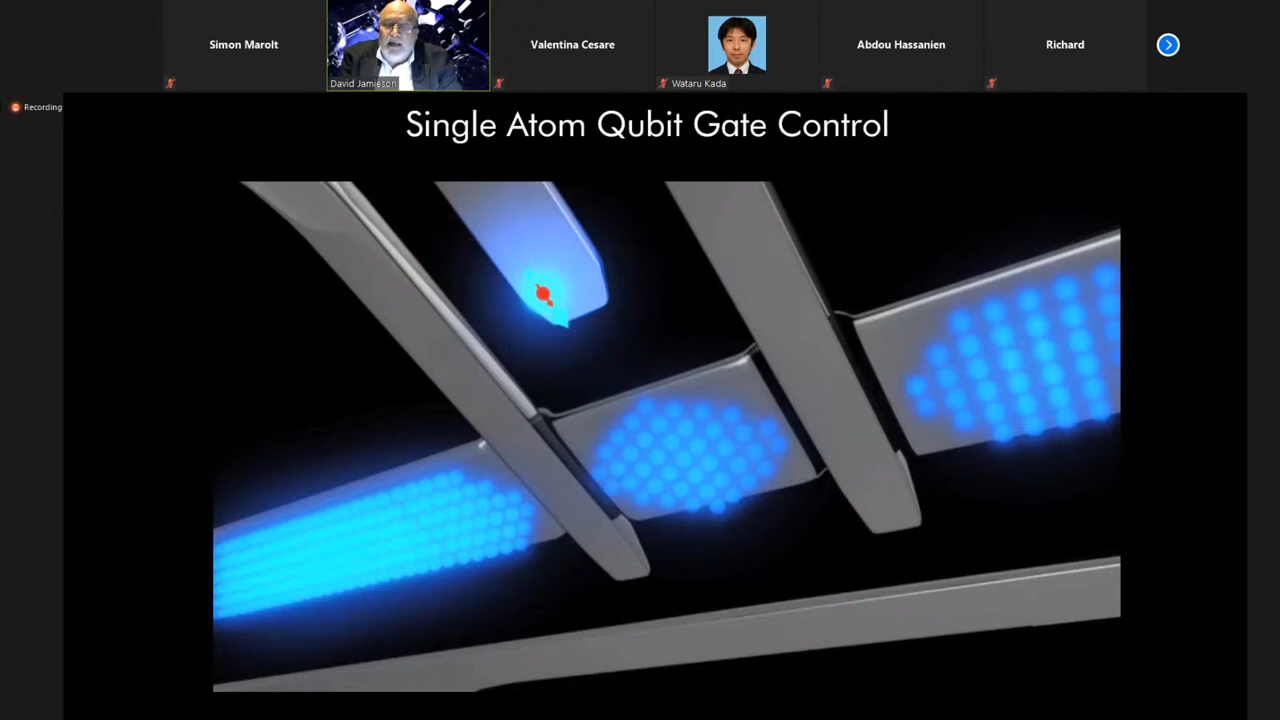 Simon Marolt
David Jamieson
Valentina Cesare
Wataru Kada
Abdou Hassanien
Richard
Recording
Single Atom Qubit Gate Control